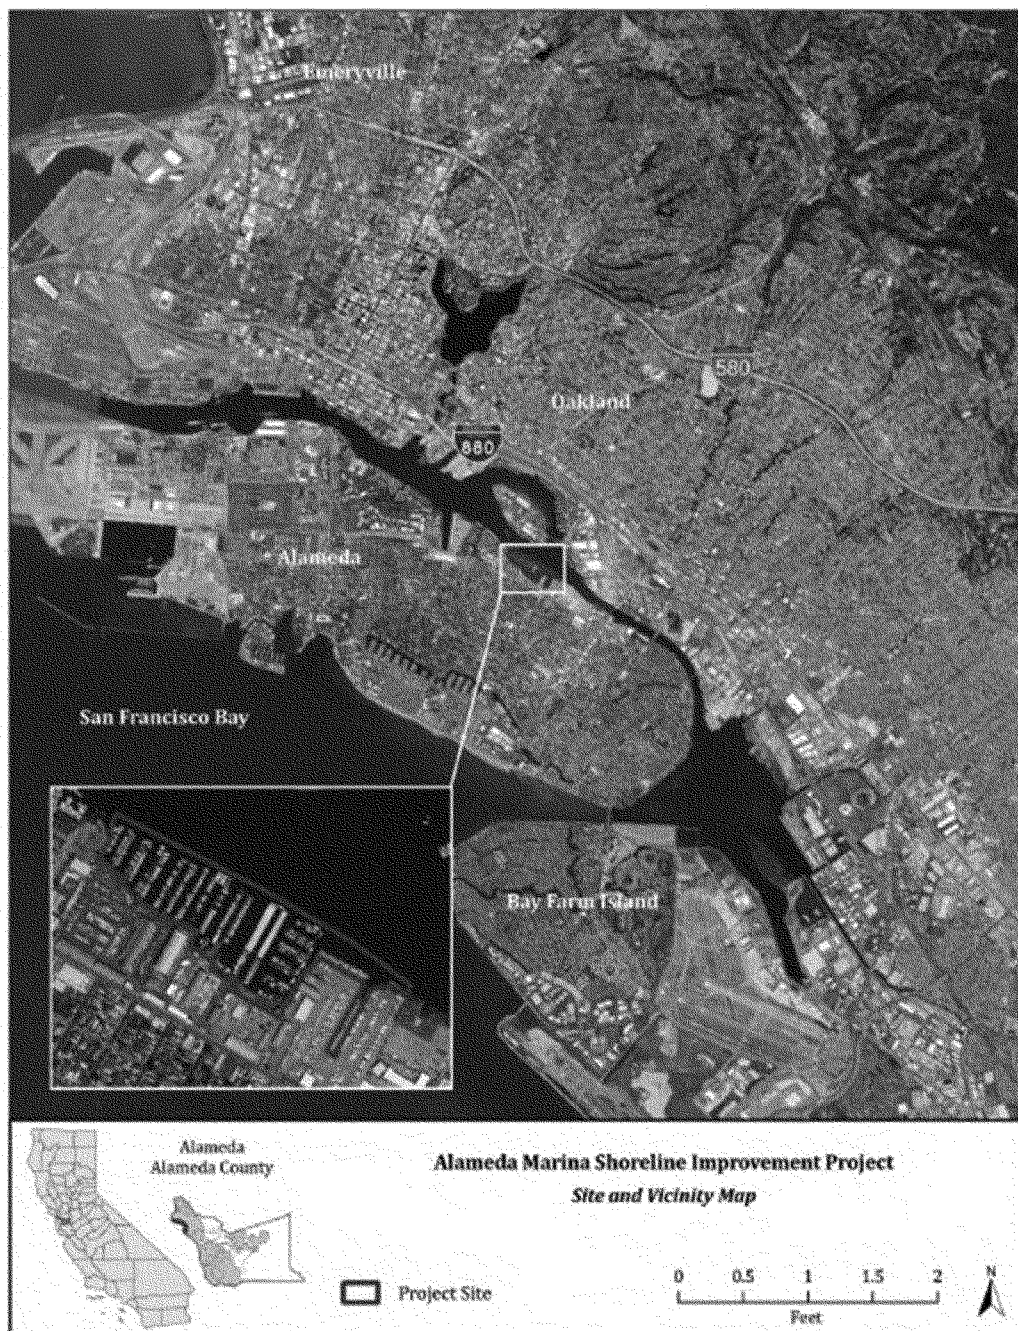 Emeryville
580
Oakland
880
Alameda
San Francisco Bay
Bay Farm Island
Alameda
Alameda County
Alameda Marina Shoreline Improvement Project
Site and Vicinity Map
Project Site
0 0.5 1 1.5 2
Feet
N